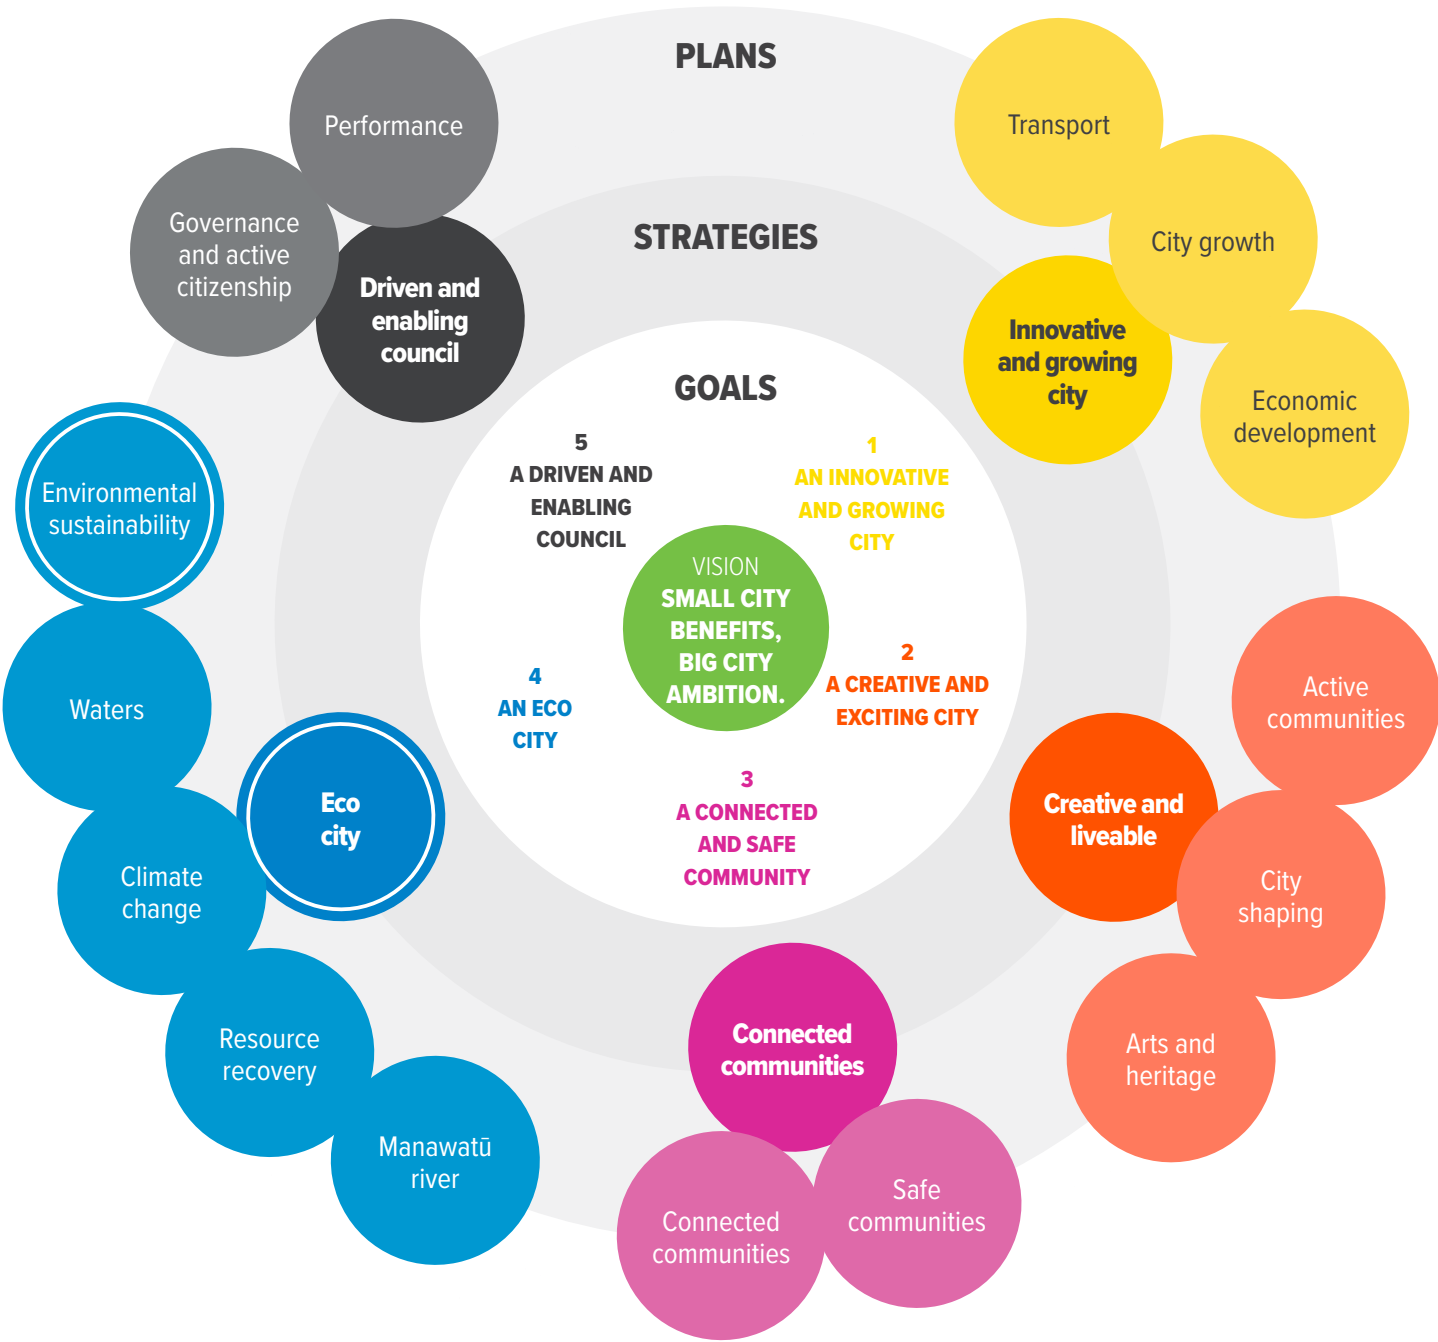 PLANS
Performance
Transport
Governance
and active
citizenship
City growth
STRATEGIES
Driven and
enabling
council
Innovative
and growing
city
Economic
development
GOALS
5
A DRIVEN AND
ENABLING
COUNCIL
1
AN INNOVATIVE
AND GROWING
CITY
Environmental
sustainability
VISION
SMALL CITY
BENEFITS,
BIG CITY
AMBITION.
2
A CREATIVE AND
EXCITING CITY
4
AN ECO
CITY
3
A CONNECTED
AND SAFE
COMMUNITY
Waters
Active
communities
Eco
city
Creative and
liveable
Climate
change
City
shaping
Resource
recovery
Connected
communities
Arts and
heritage
Manawatū
river
Connected
communities
Safe
communities